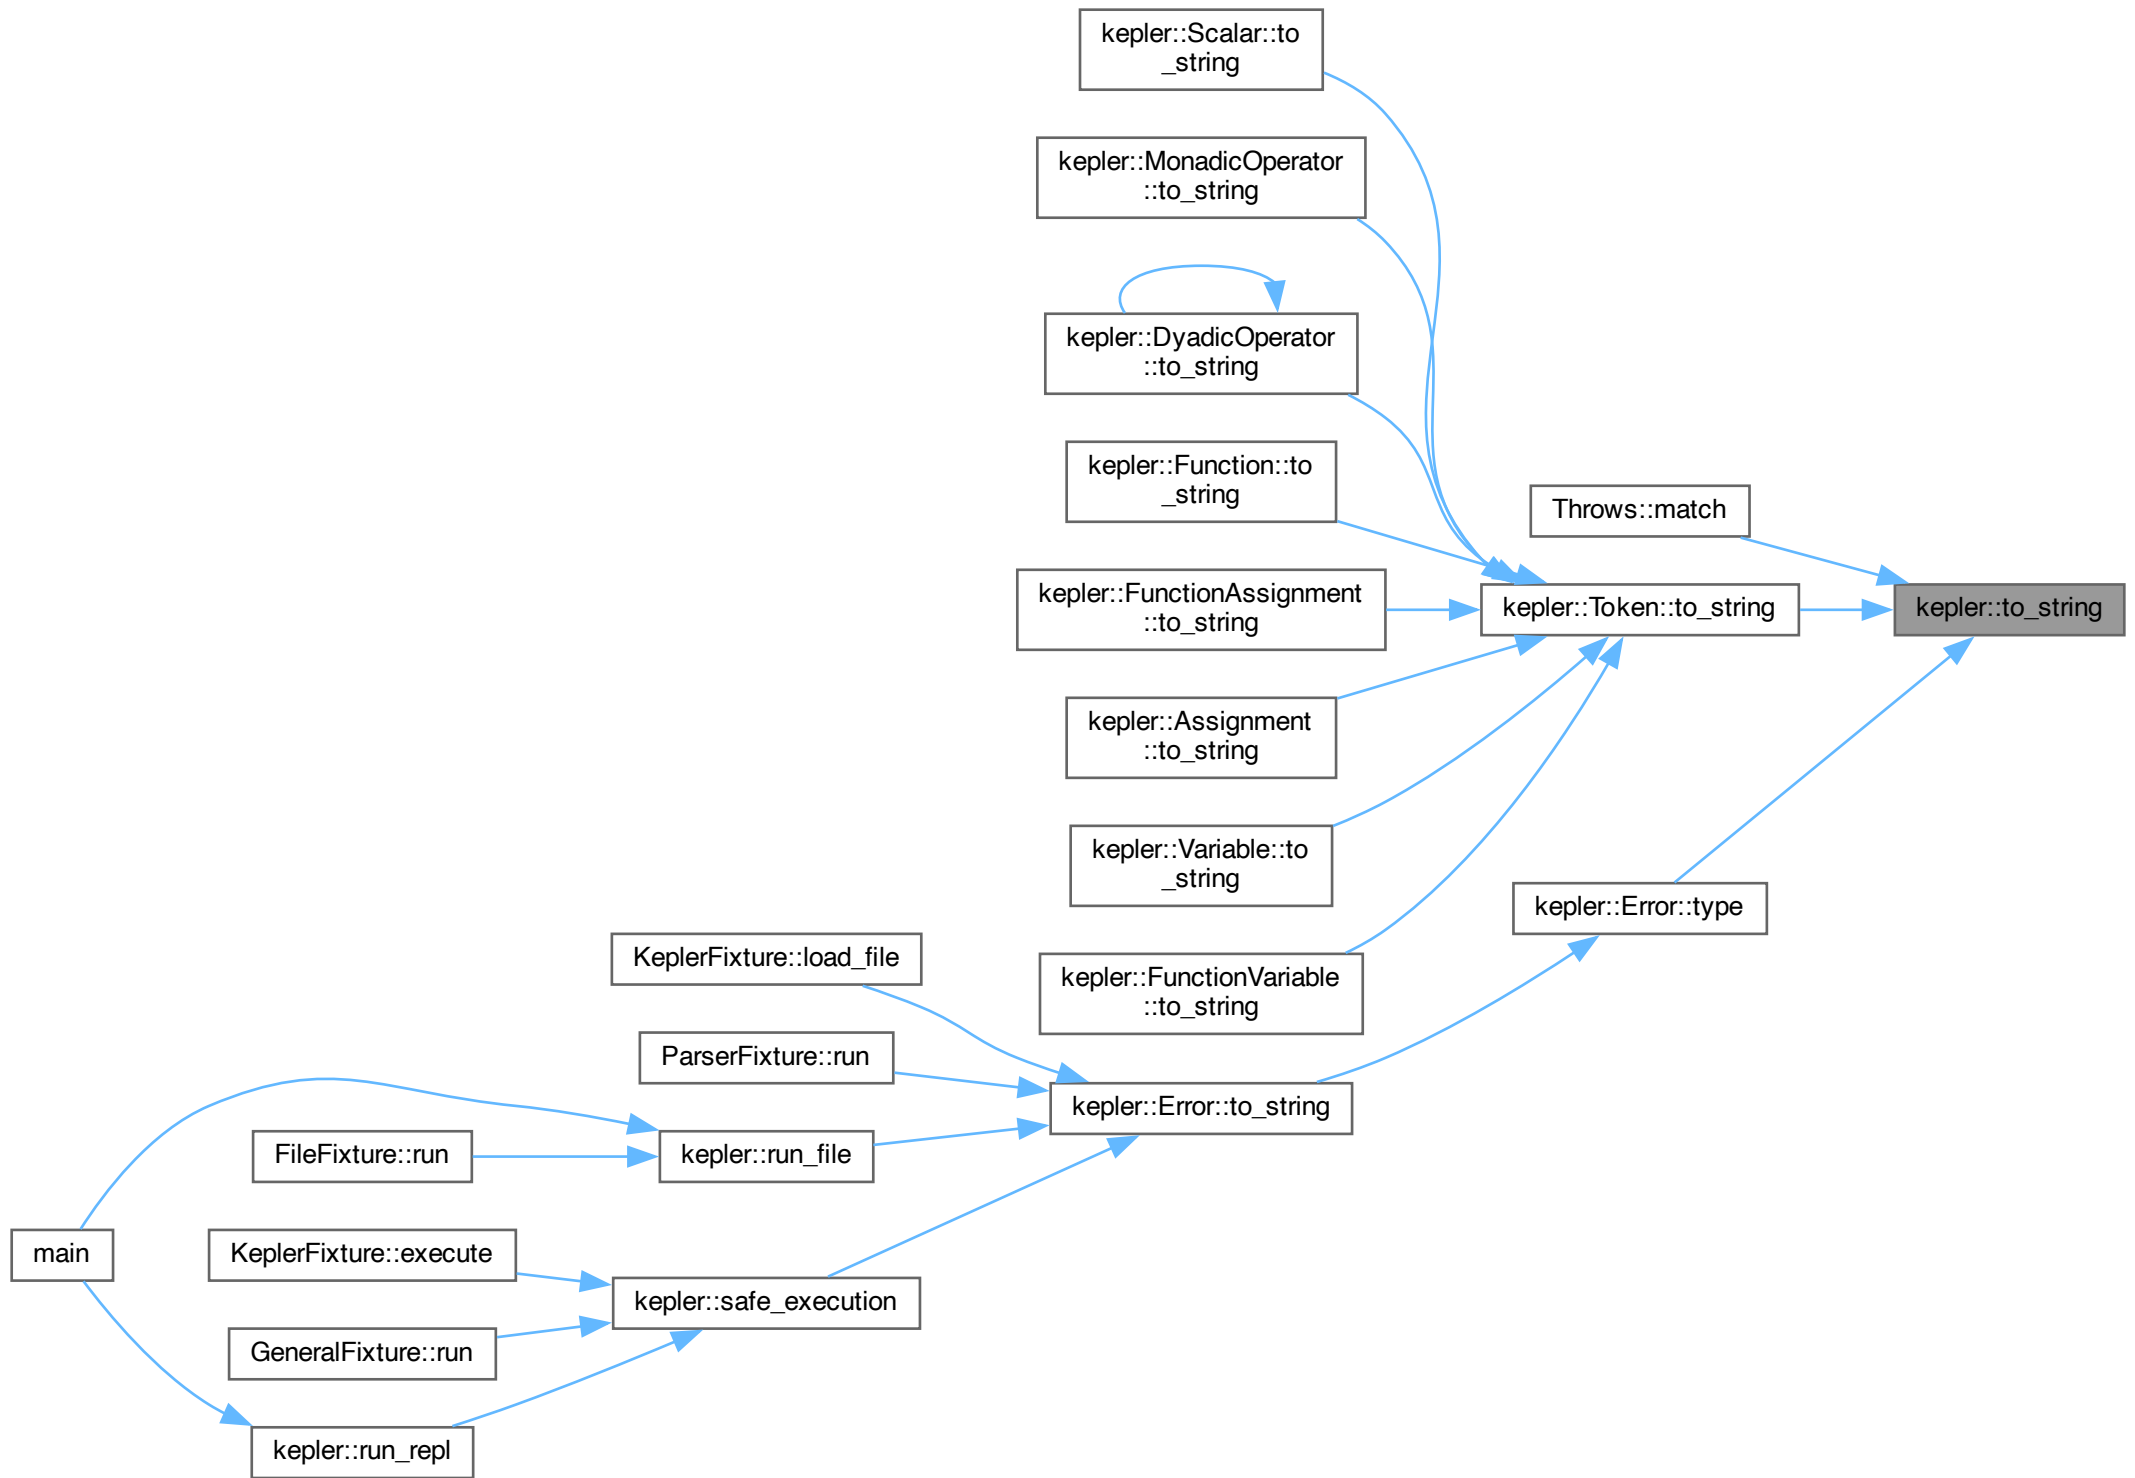 kepler::Scalar::to
_string
kepler::MonadicOperator
::to_string
kepler::DyadicOperator
::to_string
kepler::Function::to
_string
Throws::match
kepler::FunctionAssignment
::to_string
kepler::Token::to_string
kepler::to_string
kepler::Assignment
::to_string
kepler::Variable::to
_string
kepler::Error::type
KeplerFixture::load_file
kepler::FunctionVariable
::to_string
ParserFixture::run
kepler::Error::to_string
FileFixture::run
kepler::run_file
main
KeplerFixture::execute
kepler::safe_execution
GeneralFixture::run
kepler::run_repl